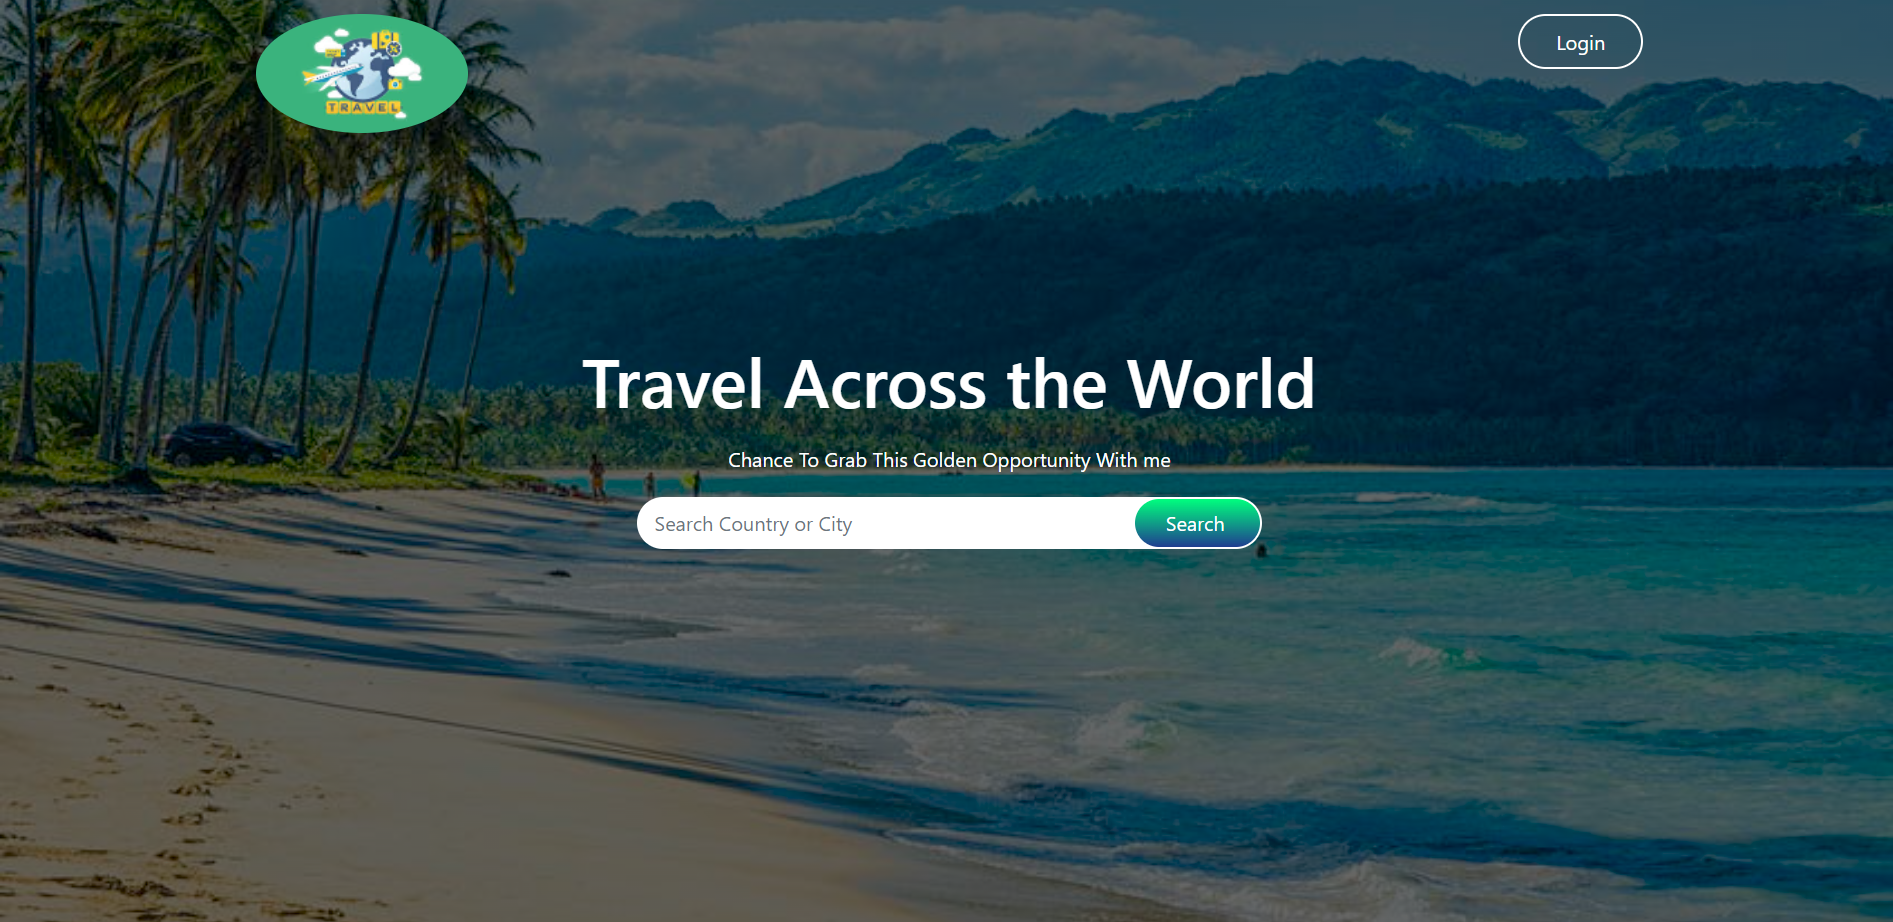 TRAVEL
Login
Travel Across the World
Chance To Grab This Golden Opportunity With me
Search Country or City
Search